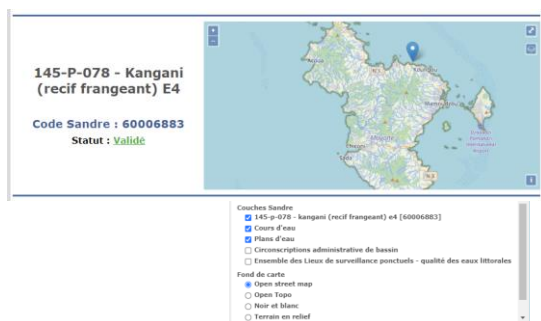 145-P-078 - Kangani
(recif frangeant) E4
Code Sandre : 60006883
Statut : Validé
Couches Sandre
145-p-078 - kangani (recif frangeant) e4 [60006883]
Cours d'eau
Plans d'eau
Circonscriptions administrative de bassin
Ensemble des Lieux de surveillance ponctuels - qualité des eaux littorales
Fond de carte
Open street map
Open Topo
Noir et blanc
Terrain en relief